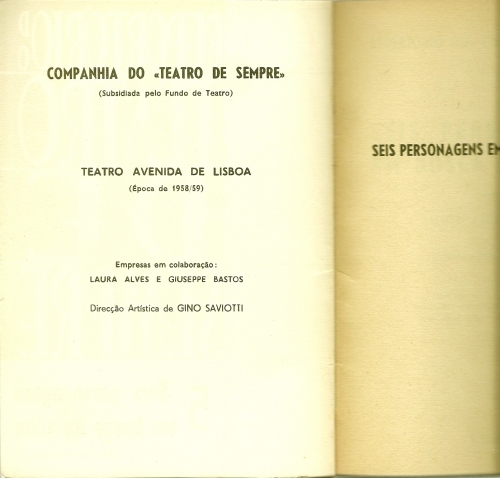 COMPANHIA DO «TEATRO DE SEMPRE»
(Subsidiada pelo Fundo de Teatro)
TEATRO AVENIDA DE LISBOA
(Época de 1958/59)
Empresas em colaboração:
LAURA ALVES E GIUSEPPE BASTOS
Direcção Artística de GINO SAVIOTTI
SEIS PERSONAGENS EM